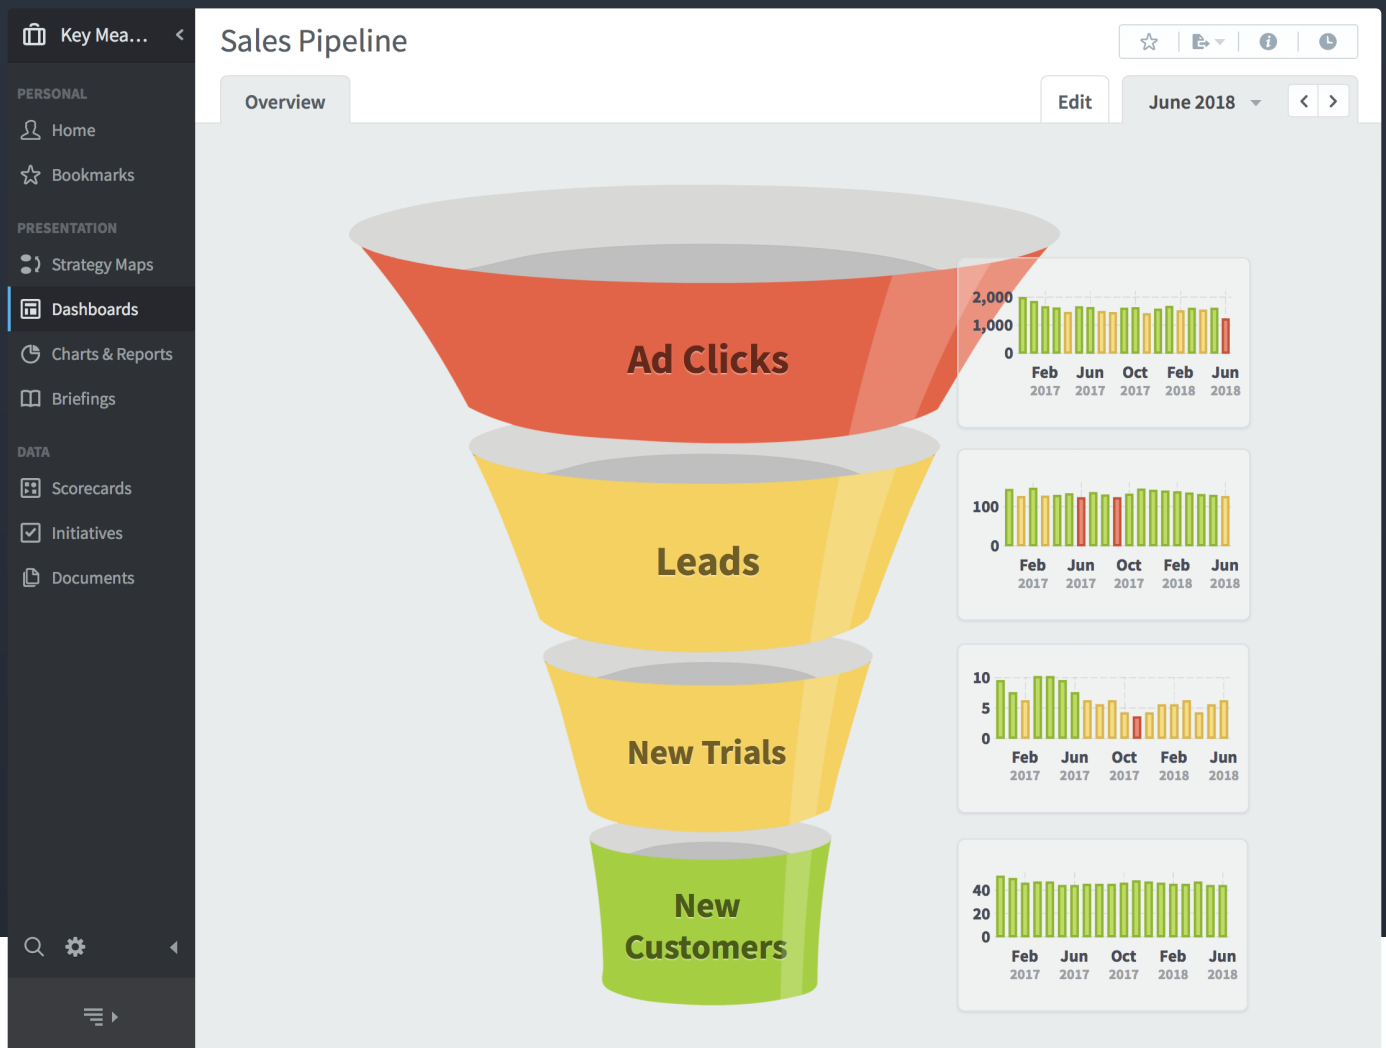 Key Mea...
Sales Pipeline
Overview
Edit
June 2018
PERSONAL
Home
Bookmarks
PRESENTATION
Strategy Maps
Dashboards
Charts & Reports
Briefings
DATA
Scorecards
Initiatives
Documents
Ad Clicks
2,000
1,000
0
Feb Jun Oct Feb Jun
2017 2017 2017 2018 2018
Leads
100
0
Feb Jun Oct Feb Jun
2017 2017 2017 2018 2018
New Trials
10
5
0
Feb Jun Oct Feb Jun
2017 2017 2017 2018 2018
New
Customers
40
20
0
Feb Jun Oct Feb Jun
2017 2017 2017 2018 2018